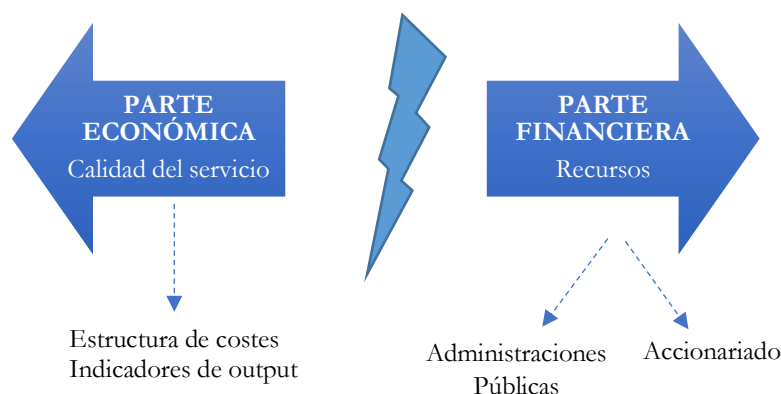 PARTE
ECONÓMICA
Calidad del servicio
PARTE
FINANCIERA
Recursos
Estructura de costes
Indicadores de output
Administraciones
Públicas
Accionariado